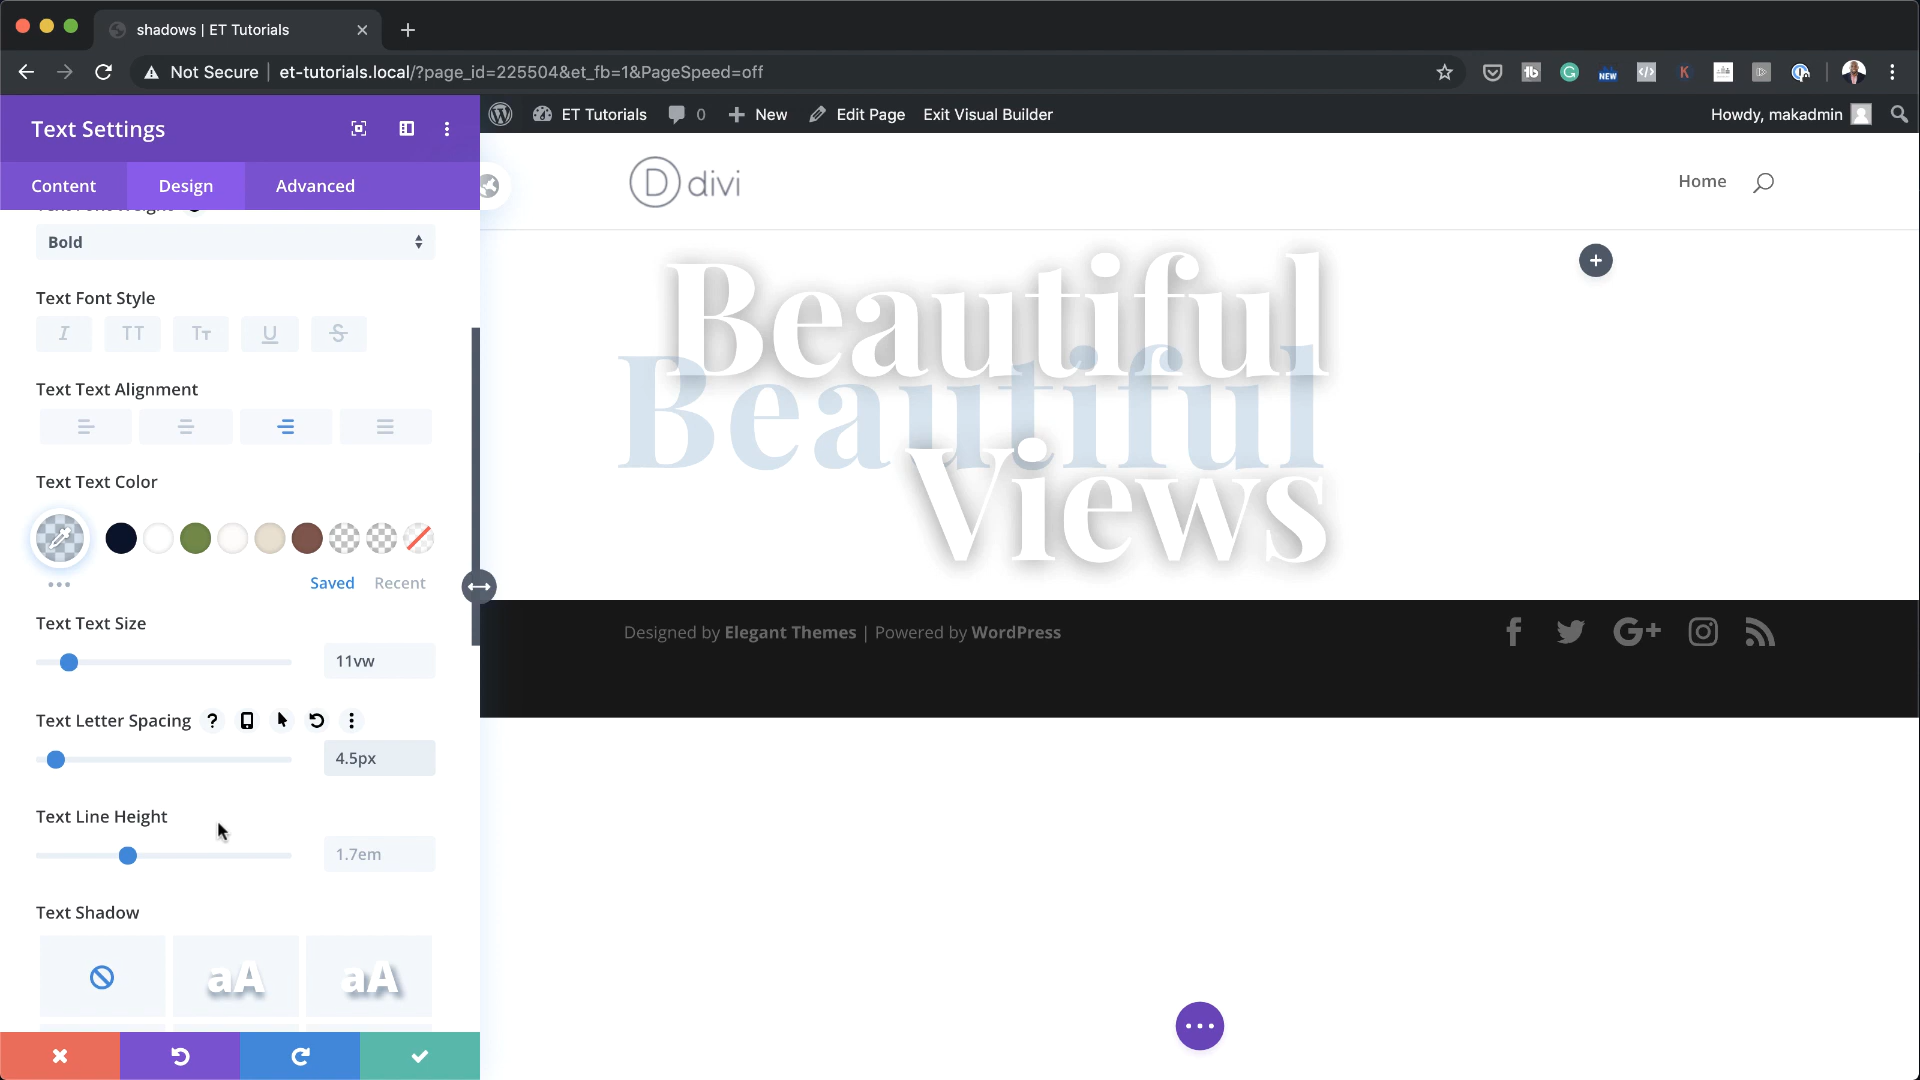 shadows | ET Tutorials
Not Secure
et-tutorials.local/?page_id=225504&et_fb=1&PageSpeed=off
NEW
Text Settings
ET Tutorials
0
New
Edit Page
Exit Visual Builder
Howdy, makadmin
Content
Design
Advanced
divi
Home
Bold
Text Font Style
I
TT
Tт
U
S
Text Text Alignment
Text Text Color
Saved
Recent
Text Text Size
11vw
Text Letter Spacing
4.5px
Text Line Height
1.7em
Text Shadow
aA
aA
Beautiful
Beautiful
Views
Designed by Elegant Themes | Powered by WordPress